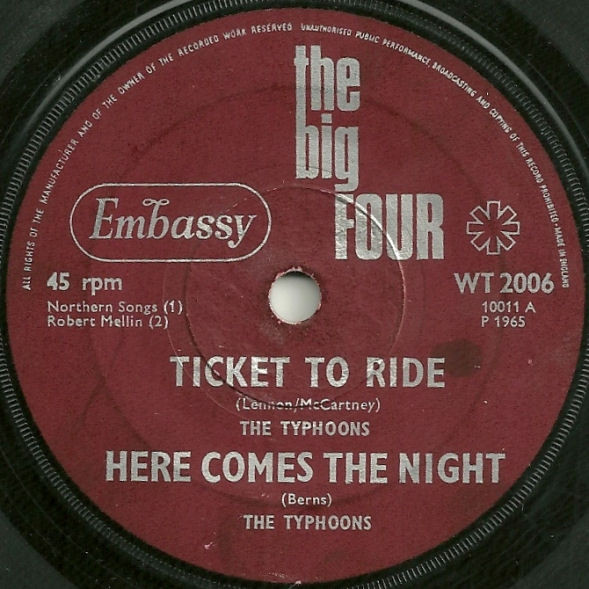 ALL RIGHTS OF THE MANUFACTURER AND OF THE OWNER OF THE RECORDED WORK RESERVED UNAUTHORISED PUBLIC PERFORMANCE BROADCASTING AND COPYING OF THIS RECORD PROHIBITED · MADE IN ENGLAND
the
big
FOUR
Embassy
45 rpm
WT 2006
Northern Songs (1)
10011 A
Robert Mellin (2)
P 1965
TICKET TO RIDE
(Lennon/McCartney)
THE TYPHOONS
HERE COMES THE NIGHT
(Berns)
THE TYPHOONS